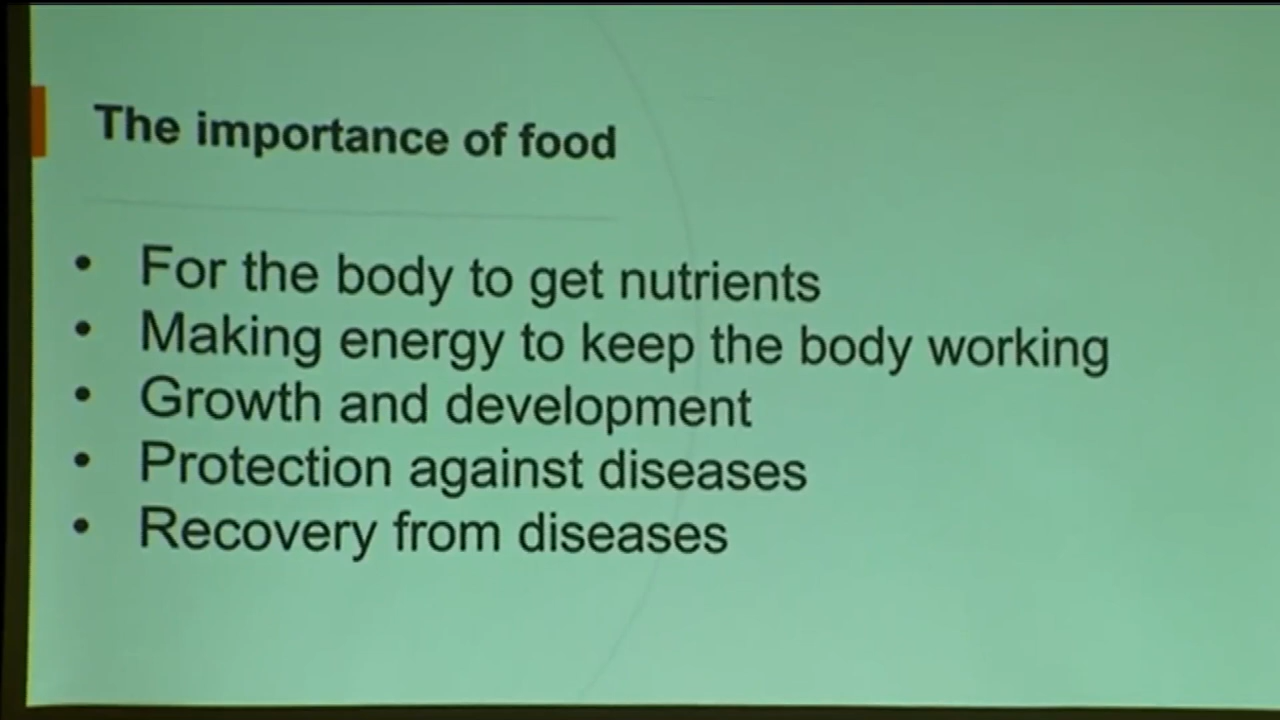 The importance of food
• For the body to get nutrients
• Making energy to keep the body working
• Growth and development
• Protection against diseases
• Recovery from diseases